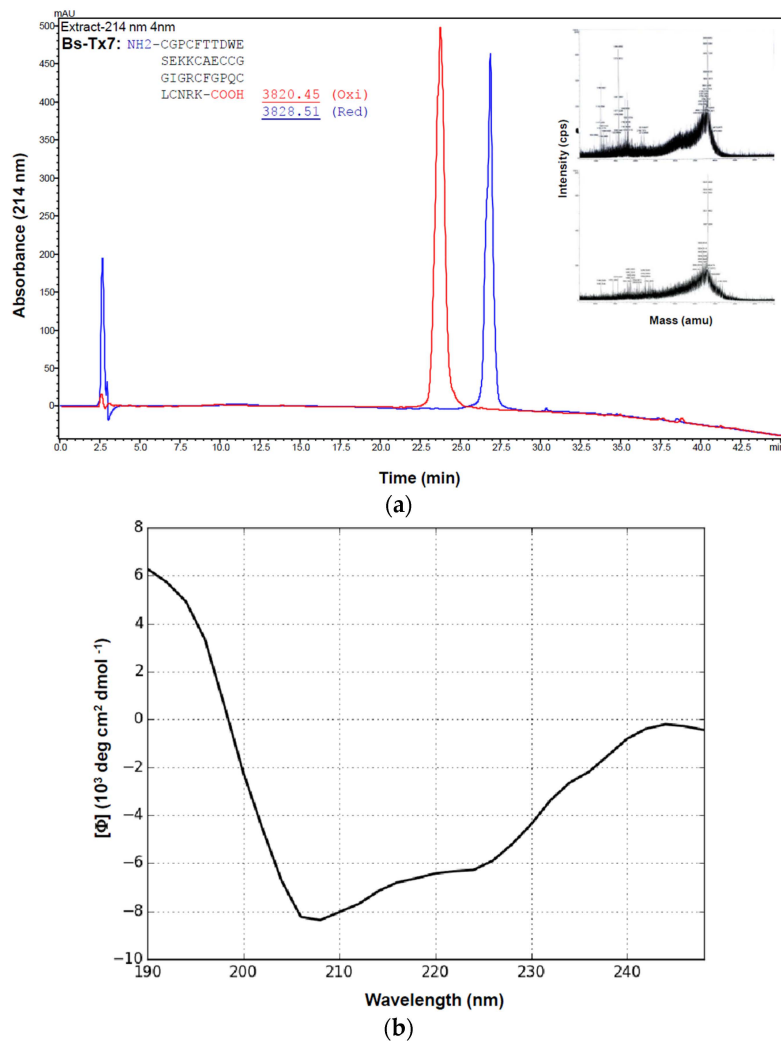 mAU
Extract-214 nm 4nm
Bs-Tx7: NH2-CGPCFTTDWE
SEKKCAECCG
GIGRCFGPQC
LCNRK-COOH 3820.45 (Oxi)
3828.51 (Red)
500
450
400
350
300
250
200
150
100
50
0
Absorbance (214 nm)
Intensity (cps)
Mass (amu)
0.0 2.5 5.0 7.5 10.0 12.5 15.0 17.5 20.0 22.5 25.0 27.5 30.0 32.5 35.0 37.5 40.0 42.5 min
Time (min)
(a)
8
6
4
2
0
−2
−4
−6
−8
−10
[Φ] (10³ deg cm² dmol ⁻¹)
190 200 210 220 230 240
Wavelength (nm)
(b)